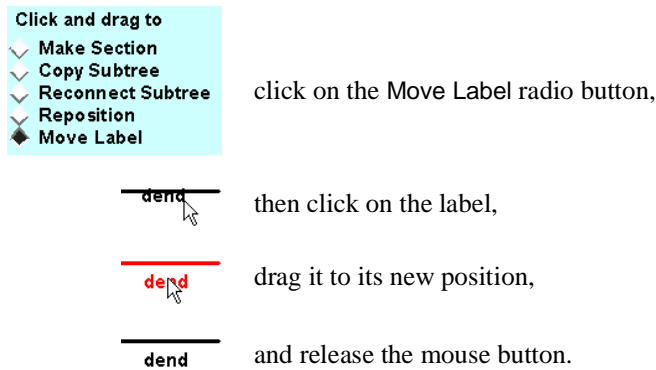 Click and drag to
Make Section
Copy Subtree
Reconnect Subtree
Reposition
Move Label
click on the Move Label radio button,
dend
then click on the label,
dend
drag it to its new position,
dend
and release the mouse button.